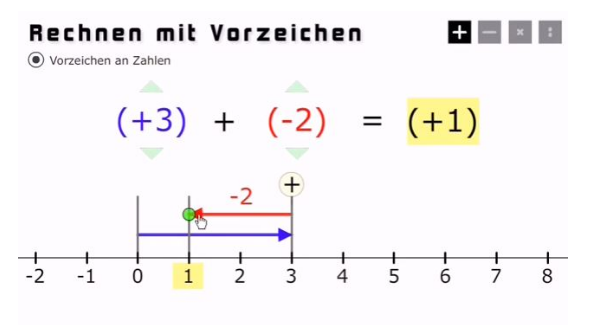 Rechnen mit Vorzeichen + − × :
Vorzeichen an Zahlen
(+3) + (-2) = (+1)
+
-2
-2 -1 0 1 2 3 4 5 6 7 8